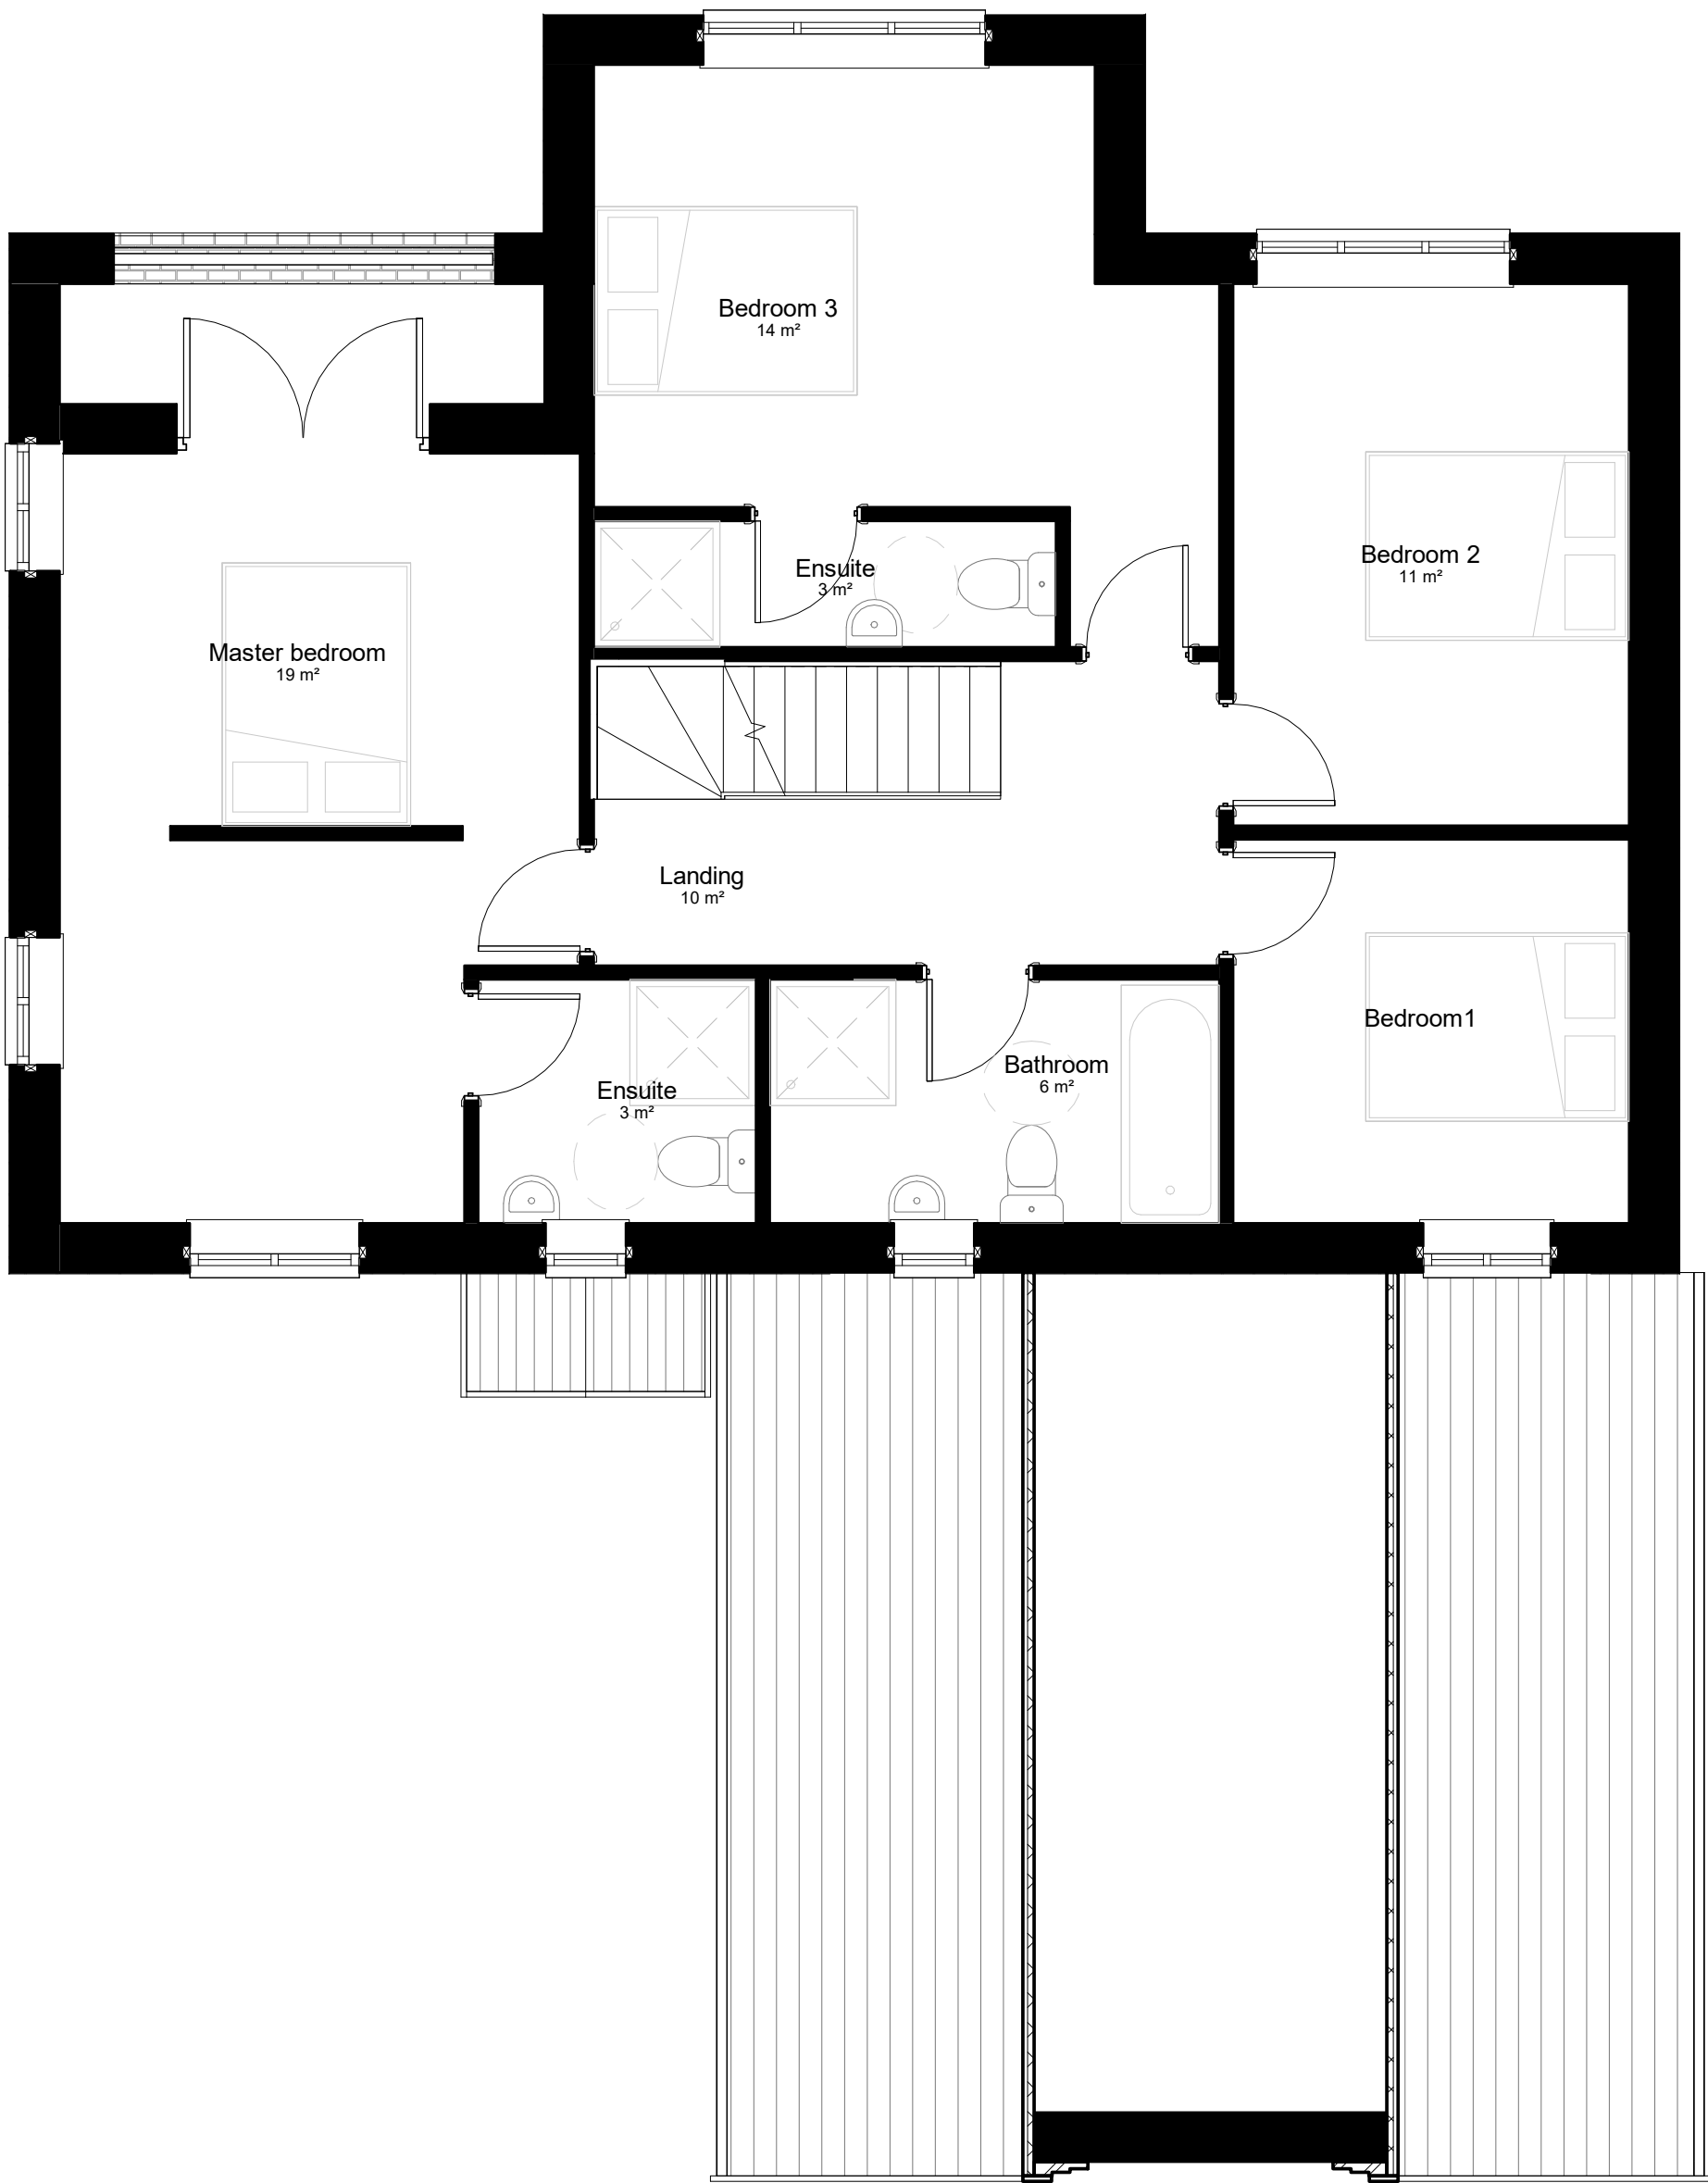 Bedroom 3
14 m²
Bedroom 2
11 m²
Ensuite
3 m²
Master bedroom
19 m²
Landing
10 m²
Bedroom1
Bathroom
6 m²
Ensuite
3 m²